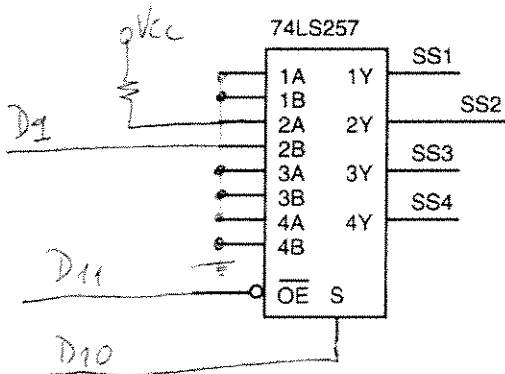 Vcc
74LS257
SS1
1A 1Y
1B
SS2
2A 2Y
D9
2B
SS3
3A 3Y
3B
SS4
4A 4Y
4B
D11
OE S
D10